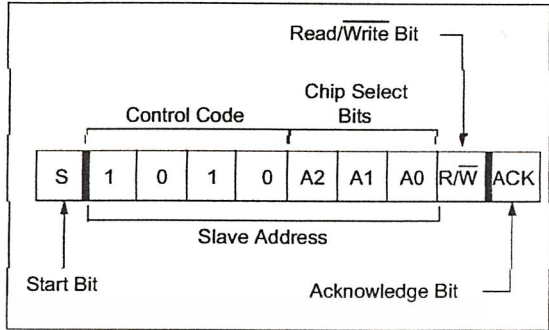 Read/Write Bit
Chip Select
Control Code Bits
S 1 0 1 0 A2 A1 A0 R/W ACK
Slave Address
Start Bit
Acknowledge Bit